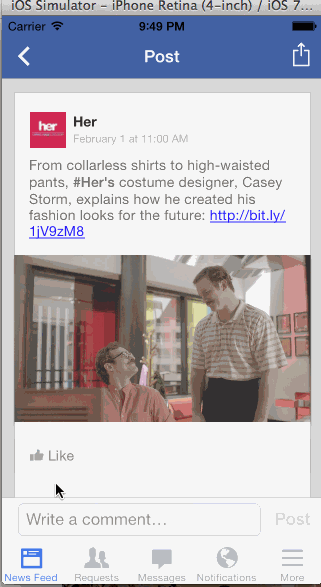 iOS Simulator – iPhone Retina (4-inch) / iOS 7...
Carrier 9:49 PM
Post
her
Her
February 1 at 11:00 AM
From collarless shirts to high-waisted
pants, #Her's costume designer, Casey
Storm, explains how he created his
fashion looks for the future: http://bit.ly/
1jV9zM8
Like
Write a comment... Post
News Feed Requests Messages Notifications More